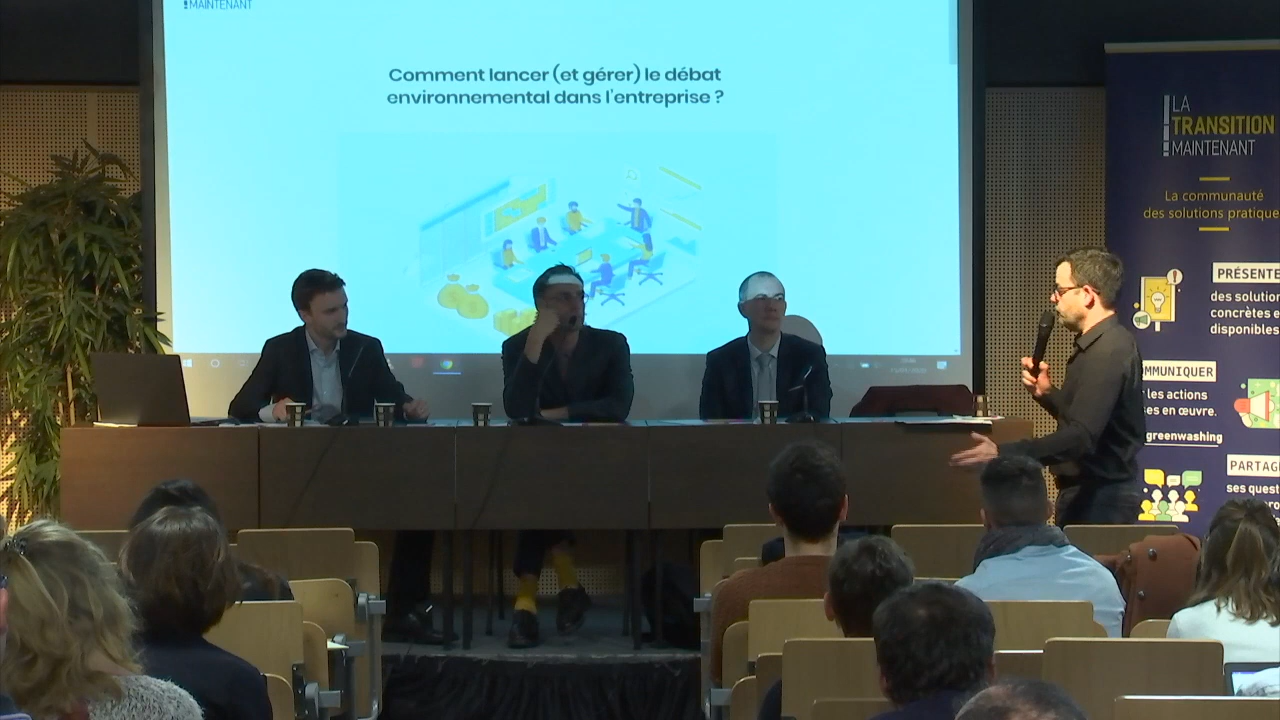 MAINTENANT
Comment lancer (et gérer) le débat
environnemental dans l'entreprise ?
LA
TRANSITION
MAINTENANT
La communauté
des solutions pratique
PRÉSENTE
des solution
concrètes e
disponibles
MMUNIQUER
les actions
es en œuvre.
greenwashing
PARTAG
ses quest